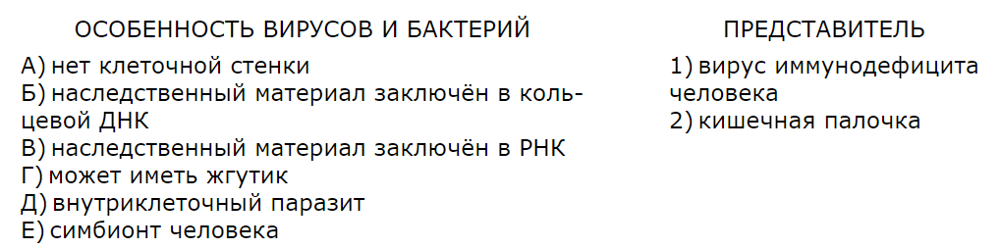 ОСОБЕННОСТЬ ВИРУСОВ И БАКТЕРИЙ
А) нет клеточной стенки
Б) наследственный материал заключён в коль-
цевой ДНК
В) наследственный материал заключён в РНК
Г) может иметь жгутик
Д) внутриклеточный паразит
Е) симбионт человека
ПРЕДСТАВИТЕЛЬ
1) вирус иммунодефицита
человека
2) кишечная палочка